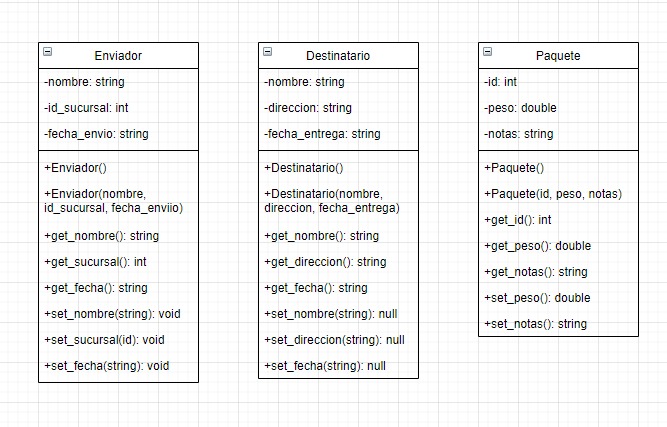 Enviador
-nombre: string
-id_sucursal: int
-fecha_envio: string
+Enviador()
+Enviador(nombre,
id_sucursal, fecha_enviio)
+get_nombre(): string
+get_sucursal(): int
+get_fecha(): string
+set_nombre(string): void
+set_sucursal(id): void
+set_fecha(string): void
Destinatario
-nombre: string
-direccion: string
-fecha_entrega: string
+Destinatario()
+Destinatario(nombre,
direccion, fecha_entrega)
+get_nombre(): string
+get_direccion(): string
+get_fecha(): string
+set_nombre(string): null
+set_direccion(string): null
+set_fecha(string): null
Paquete
-id: int
-peso: double
-notas: string
+Paquete()
+Paquete(id, peso, notas)
+get_id(): int
+get_peso(): double
+get_notas(): string
+set_peso(): double
+set_notas(): string